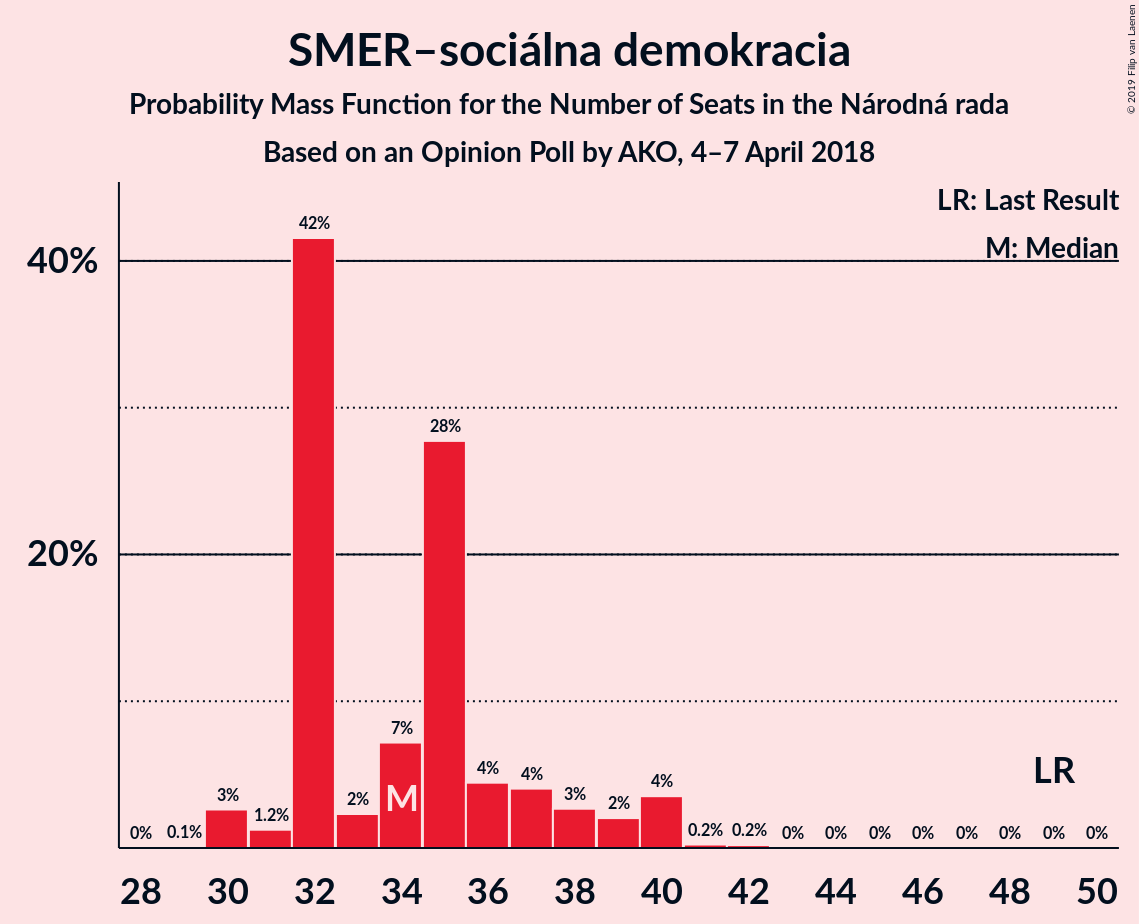 SMER–sociálna demokracia
Probability Mass Function for the Number of Seats in the Národná rada
Based on an Opinion Poll by AKO, 4–7 April 2018
© 2019 Filip van Laenen
LR: Last Result
M: Median
40%
20%
0%
0.1%
3%
1.2%
42%
2%
7%
28%
4%
4%
3%
2%
4%
0.2%
0.2%
0%
0%
0%
0%
0%
0%
0%
0%
M
LR
28 30 32 34 36 38 40 42 44 46 48 50